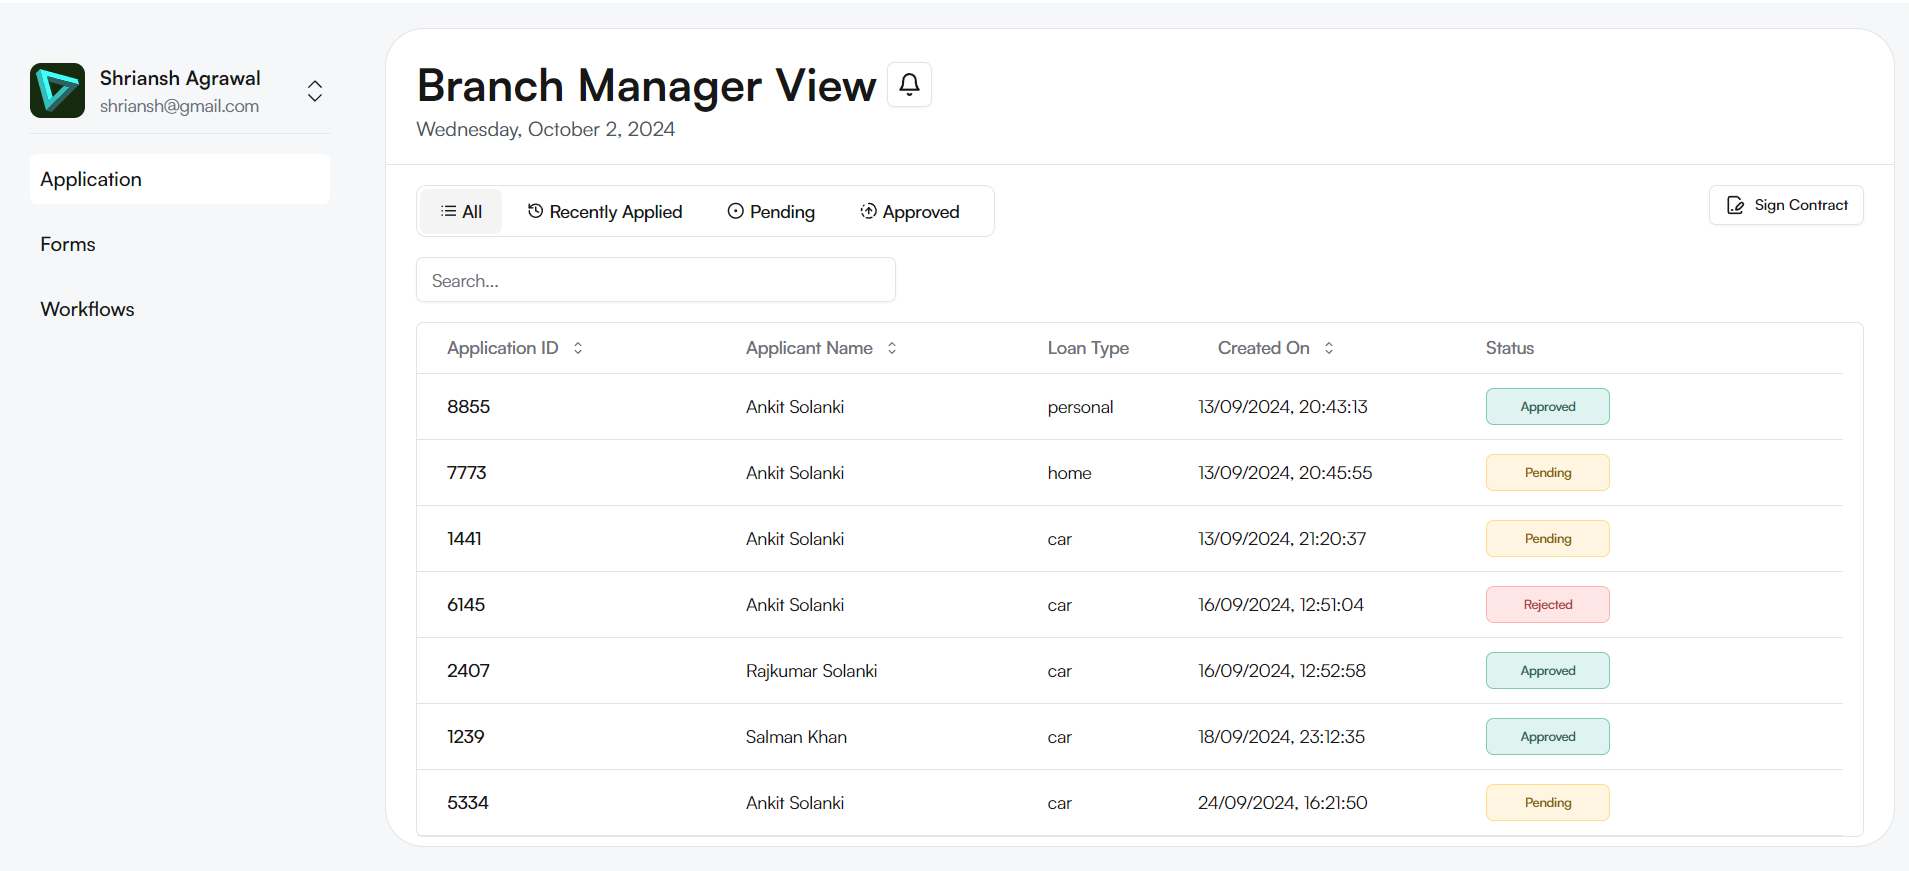 Shriansh Agrawal
shriansh@gmail.com
Application
Forms
Workflows
Branch Manager View
Wednesday, October 2, 2024
All Recently Applied Pending Approved
Sign Contract
Search...
Application ID Applicant Name Loan Type Created On Status
8855 Ankit Solanki personal 13/09/2024, 20:43:13 Approved
7773 Ankit Solanki home 13/09/2024, 20:45:55 Pending
1441 Ankit Solanki car 13/09/2024, 21:20:37 Pending
6145 Ankit Solanki car 16/09/2024, 12:51:04 Rejected
2407 Rajkumar Solanki car 16/09/2024, 12:52:58 Approved
1239 Salman Khan car 18/09/2024, 23:12:35 Approved
5334 Ankit Solanki car 24/09/2024, 16:21:50 Pending